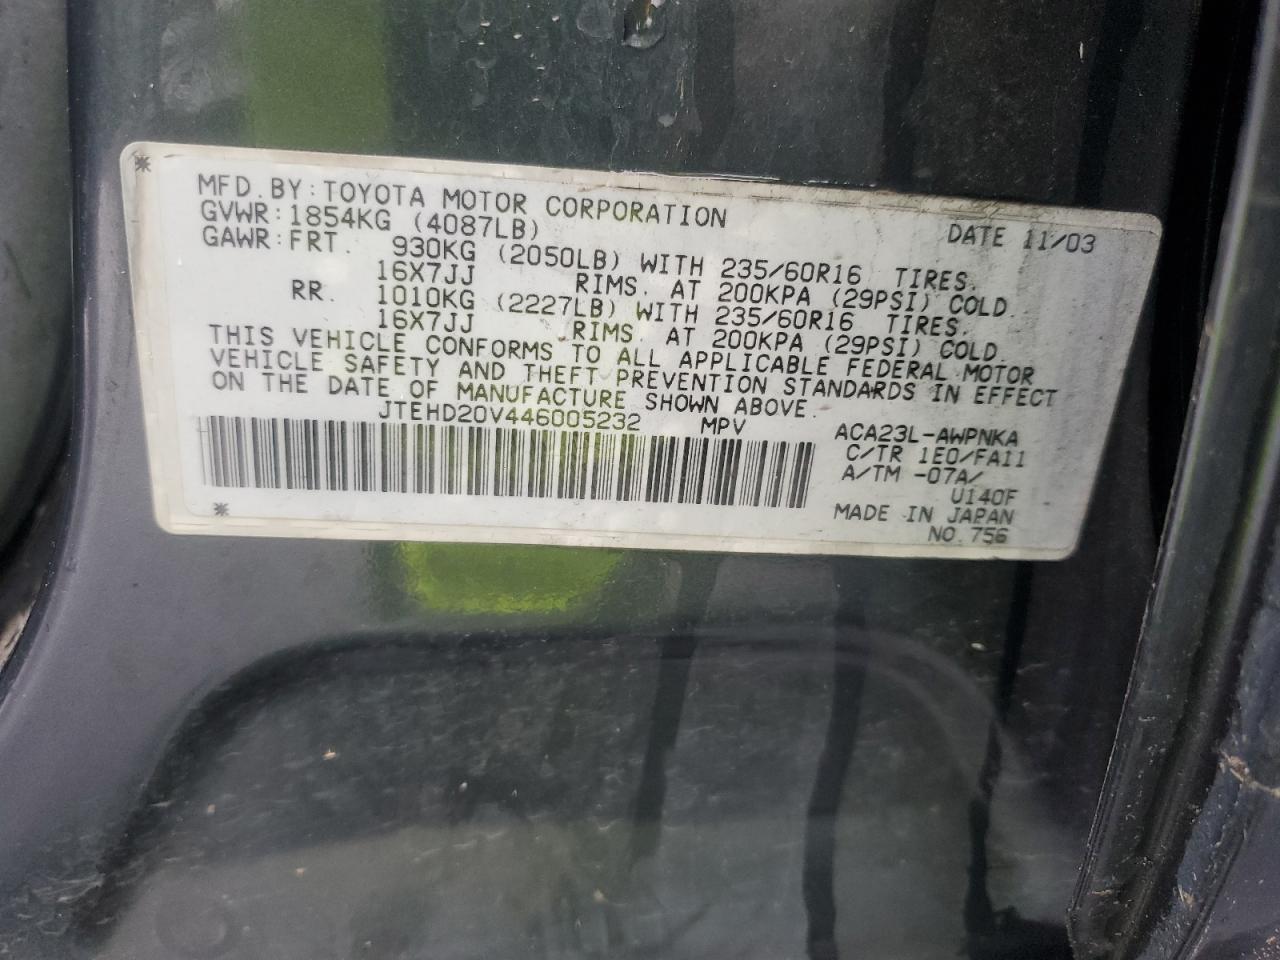 MFD. BY: TOYOTA MOTOR CORPORATION DATE 11/03
GVWR: 1854KG (4087LB)
GAWR: FRT. 930KG (2050LB) WITH 235/60R16 TIRES.
16X7JJ RIMS. AT 200KPA (29PSI) COLD.
RR. 1010KG (2227LB) WITH 235/60R16 TIRES.
16X7JJ RIMS. AT 200KPA (29PSI) COLD.
THIS VEHICLE CONFORMS TO ALL APPLICABLE FEDERAL MOTOR
VEHICLE SAFETY AND THEFT PREVENTION STANDARDS IN EFFECT
ON THE DATE OF MANUFACTURE SHOWN ABOVE.
JTEHD20V446005232 MPV
ACA23L-AWPNKA
C/TR 1E0/FA11
A/TM -07A/
U140F
MADE IN JAPAN
NO.756